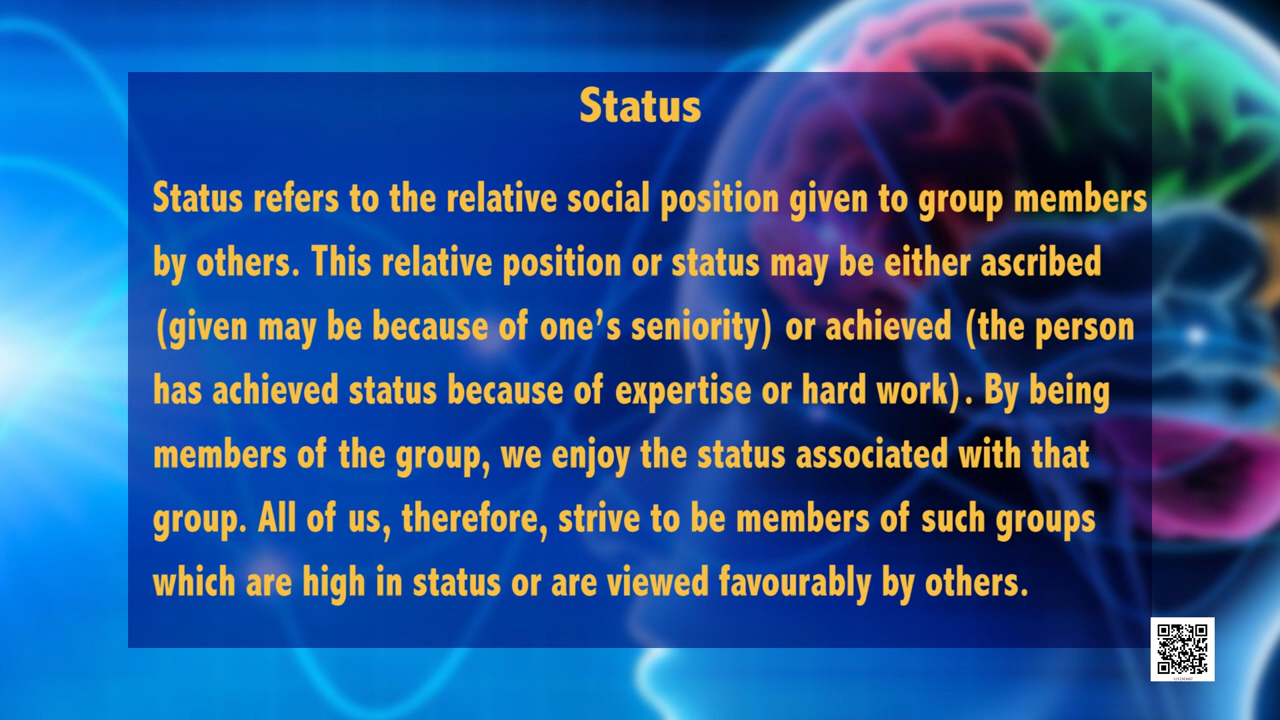 Status
Status refers to the relative social position given to group members
by others. This relative position or status may be either ascribed
(given may be because of one’s seniority) or achieved (the person
has achieved status because of expertise or hard work). By being
members of the group, we enjoy the status associated with that
group. All of us, therefore, strive to be members of such groups
which are high in status or are viewed favourably by others.